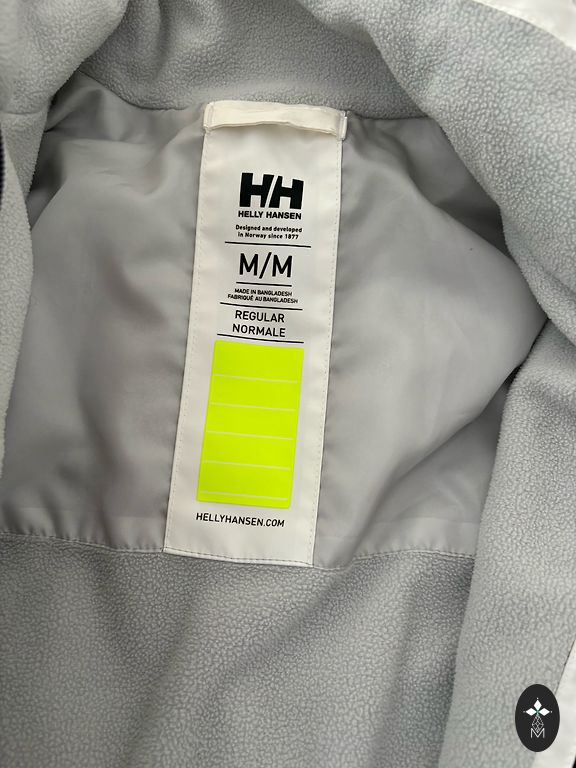 HH
HELLY HANSEN
Designed and developed
in Norway since 1877
M/M
MADE IN BANGLADESH
FABRIQUÉ AU BANGLADESH
REGULAR
NORMALE
HELLYHANSEN.COM
M